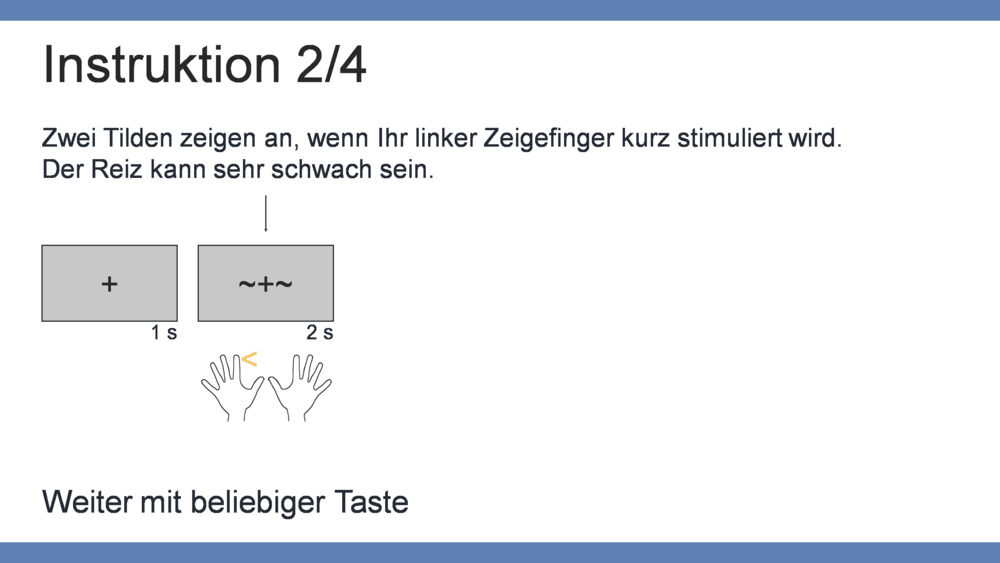 Instruktion 2/4
Zwei Tilden zeigen an, wenn Ihr linker Zeigefinger kurz stimuliert wird.
Der Reiz kann sehr schwach sein.
+
~+~
1 s
2 s
<
Weiter mit beliebiger Taste